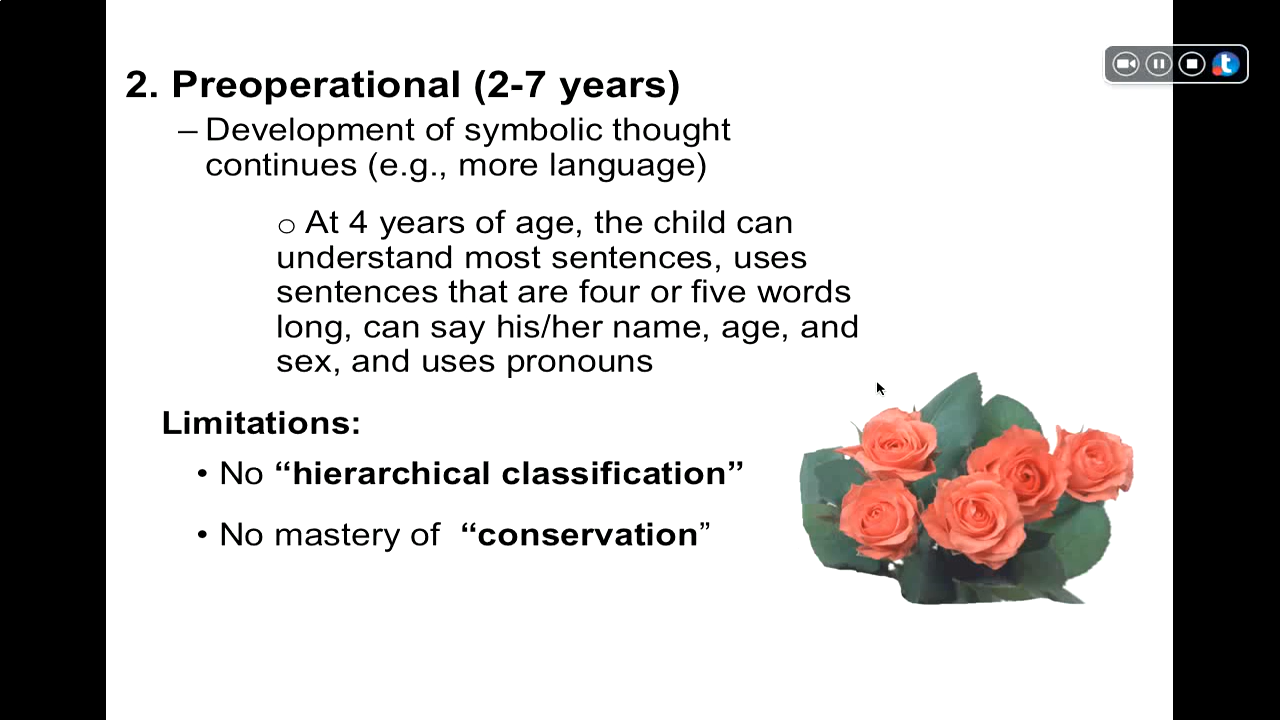 2. Preoperational (2-7 years)
– Development of symbolic thought
continues (e.g., more language)
o At 4 years of age, the child can
understand most sentences, uses
sentences that are four or five words
long, can say his/her name, age, and
sex, and uses pronouns
Limitations:
• No “hierarchical classification”
• No mastery of “conservation”
t